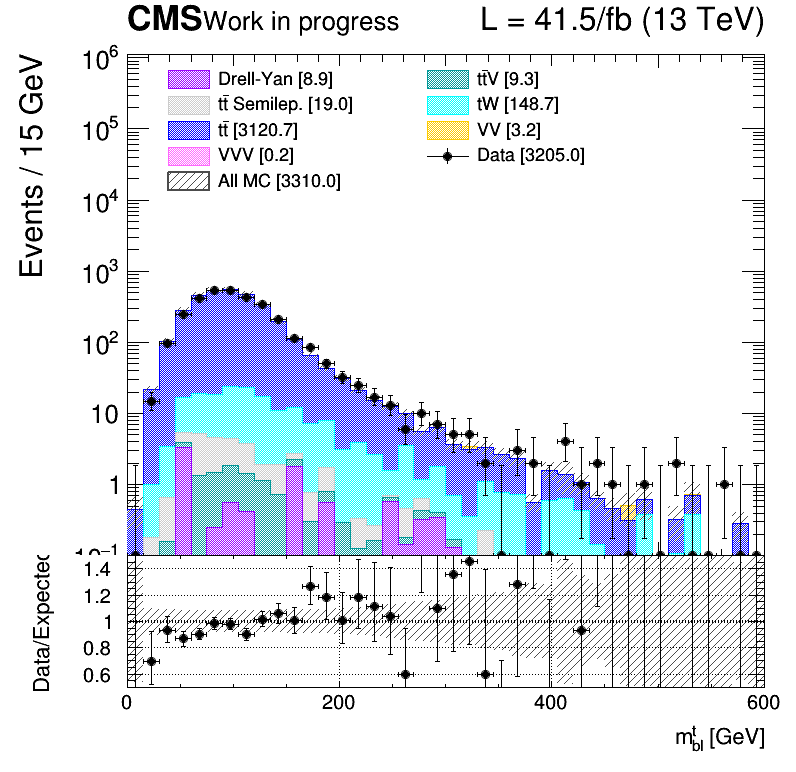 CMS Work in progress L = 41.5/fb (13 TeV)
Events / 15 GeV
10^6
10^5
10^4
10^3
10^2
10
1
10^-1
Drell-Yan [8.9]
tt̄ Semilep. [19.0]
tt̄ [3120.7]
VVV [0.2]
All MC [3310.0]
tt̄V [9.3]
tW [148.7]
VV [3.2]
Data [3205.0]
Data/Expected
1.4
1.2
1
0.8
0.6
0 200 400 600
m^t_bl [GeV]